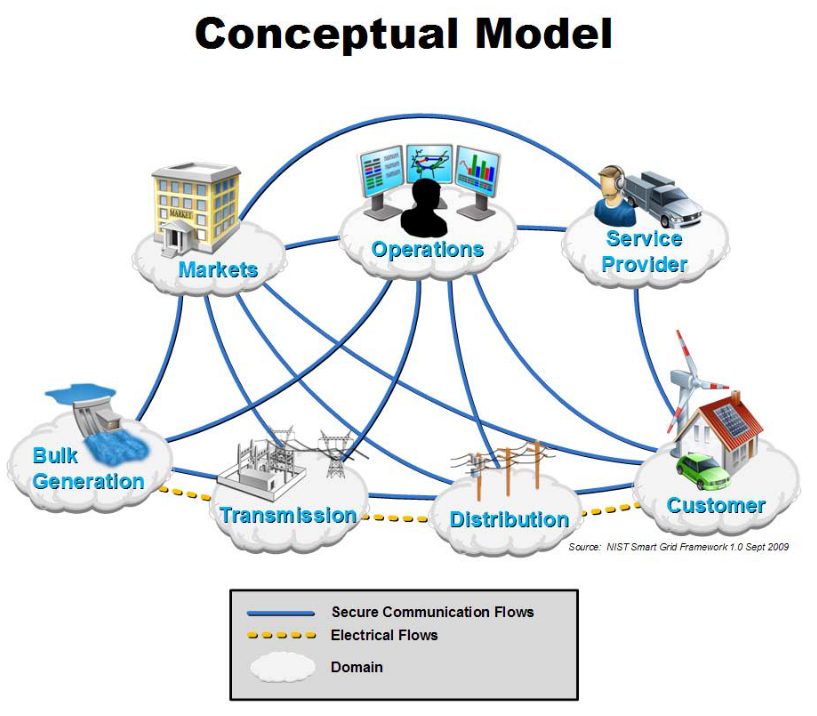 Conceptual Model
MARKET
Markets
Operations
Service
Provider
Bulk
Generation
Transmission
Distribution
Customer
Source: NIST Smart Grid Framework 1.0 Sept 2009
Secure Communication Flows
Electrical Flows
Domain